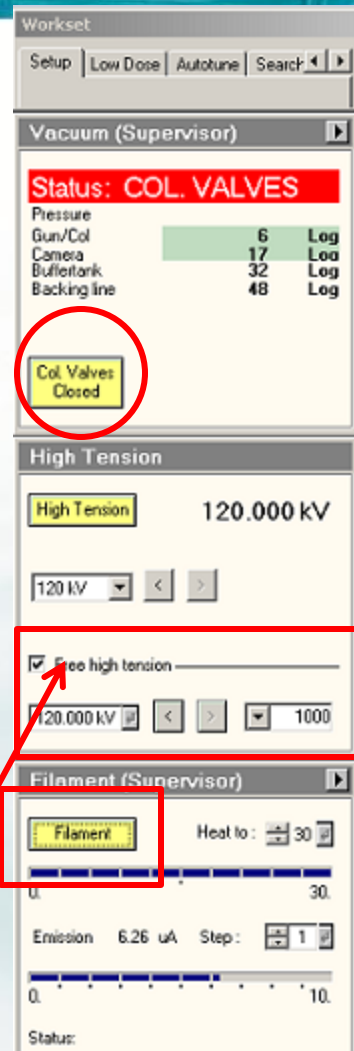 Workset
Setup Low Dose Autotune Search
Vacuum (Supervisor)
Status: COL. VALVES
Pressure
Gun/Col 6 Log
Camera 17 Log
Buffertank 32 Log
Backing line 48 Log
Col. Valves
Closed
High Tension
High Tension 120.000 kV
120 kV < >
Free high tension
120.000 kV < > 1000
Filament (Supervisor)
Filament Heat to : 30
0. 30.
Emission 6.26 uA Step : 1
0. 10.
Status: